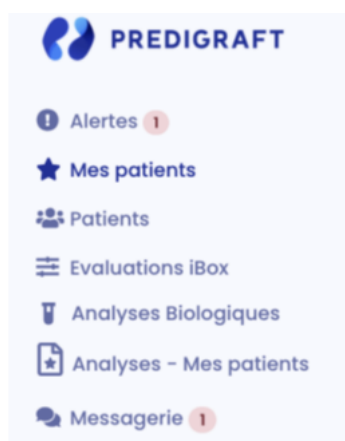 PREDIGRAFT
Alertes 1
Mes patients
Patients
Evaluations iBox
Analyses Biologiques
Analyses - Mes patients
Messagerie 1